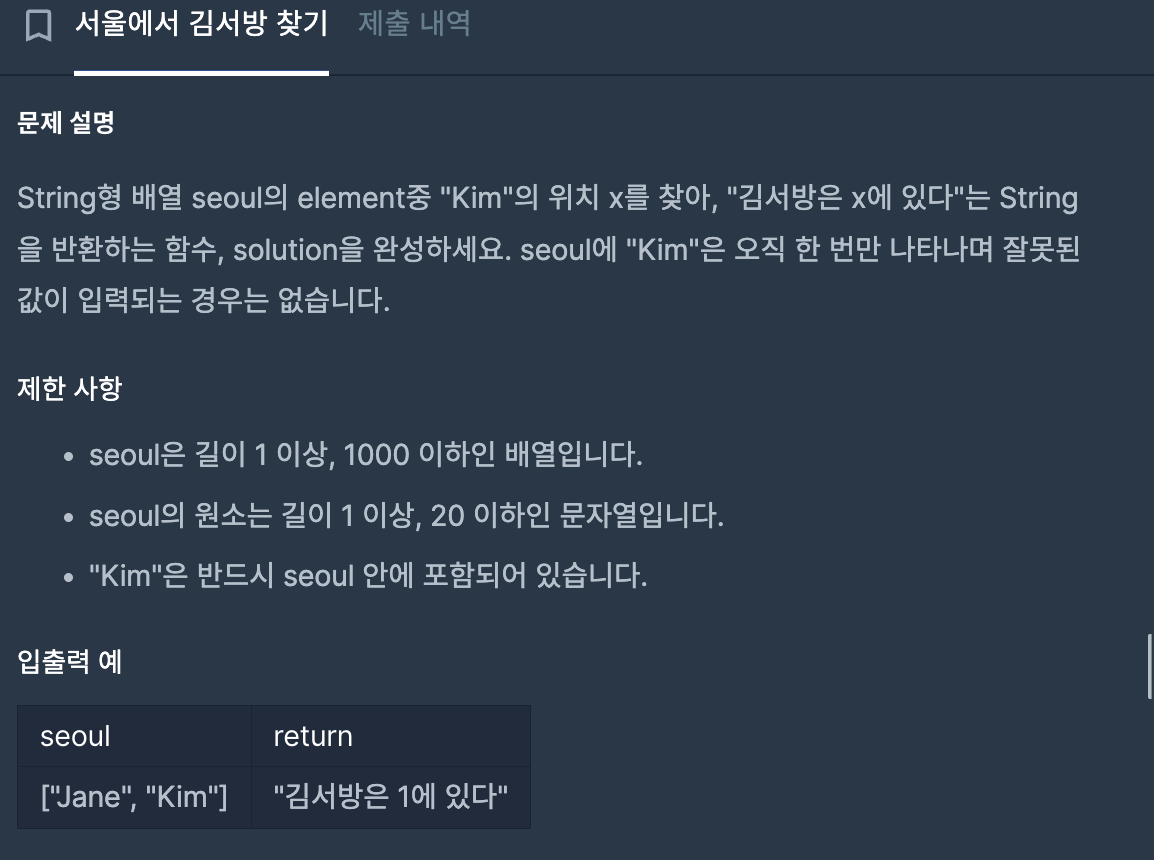 서울에서 김서방 찾기 제출 내역
문제 설명
String형 배열 seoul의 element중 "Kim"의 위치 x를 찾아, "김서방은 x에 있다"는 String
을 반환하는 함수, solution을 완성하세요. seoul에 "Kim"은 오직 한 번만 나타나며 잘못된
값이 입력되는 경우는 없습니다.
제한 사항
• seoul은 길이 1 이상, 1000 이하인 배열입니다.
• seoul의 원소는 길이 1 이상, 20 이하인 문자열입니다.
• "Kim"은 반드시 seoul 안에 포함되어 있습니다.
입출력 예
seoul return
["Jane", "Kim"] "김서방은 1에 있다"